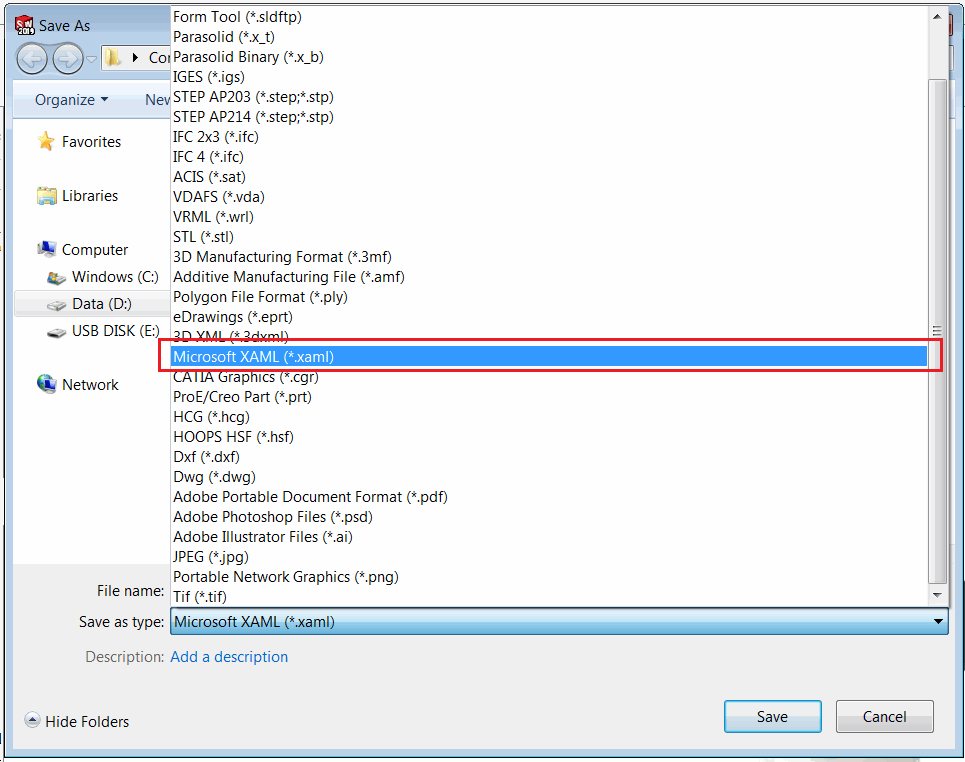 Save As
Cor
Organize
New
Favorites
Libraries
Computer
Windows (C:)
Data (D:)
USB DISK (E:)
Network
Form Tool (*.sldftp)
Parasolid (*.x_t)
Parasolid Binary (*.x_b)
IGES (*.igs)
STEP AP203 (*.step;*.stp)
STEP AP214 (*.step;*.stp)
IFC 2x3 (*.ifc)
IFC 4 (*.ifc)
ACIS (*.sat)
VDAFS (*.vda)
VRML (*.wrl)
STL (*.stl)
3D Manufacturing Format (*.3mf)
Additive Manufacturing File (*.amf)
Polygon File Format (*.ply)
eDrawings (*.eprt)
3D XML (*.3dxml)
Microsoft XAML (*.xaml)
CATIA Graphics (*.cgr)
ProE/Creo Part (*.prt)
HCG (*.hcg)
HOOPS HSF (*.hsf)
Dxf (*.dxf)
Dwg (*.dwg)
Adobe Portable Document Format (*.pdf)
Adobe Photoshop Files (*.psd)
Adobe Illustrator Files (*.ai)
JPEG (*.jpg)
Portable Network Graphics (*.png)
Tif (*.tif)
File name:
Save as type: Microsoft XAML (*.xaml)
Description: Add a description
Hide Folders
Save
Cancel